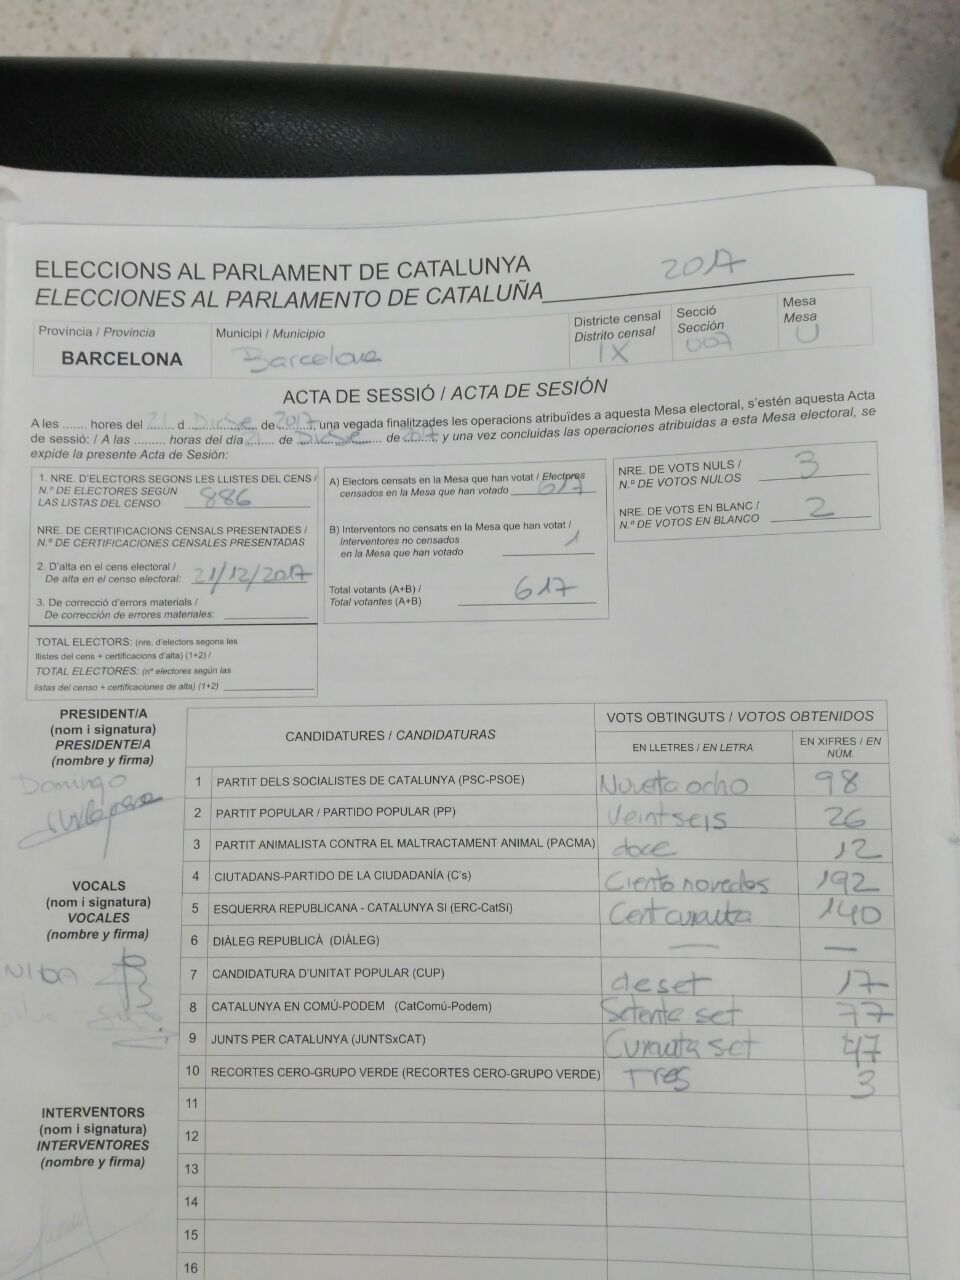 ELECCIONS AL PARLAMENT DE CATALUNYA
ELECCIONES AL PARLAMENTO DE CATALUÑA 2017
Província / Provincia
BARCELONA
Municipi / Municipio
Barcelona
Districte censal
Distrito censal
IX
Secció
Sección
007
Mesa
Mesa
U
ACTA DE SESSIÓ / ACTA DE SESIÓN
A les ....... hores del 21 d Dicbre de 2017, una vegada finalitzades les operacions atribuïdes a aquesta Mesa electoral, s'estén aquesta Acta
de sessió: / A las ......... horas del día 21 de Dicbre de 2017, y una vez concluidas las operaciones atribuidas a esta Mesa electoral, se
expide la presente Acta de Sesión:
1. NRE. D'ELECTORS SEGONS LES LLISTES DEL CENS /
N.º DE ELECTORES SEGÚN
LAS LISTAS DEL CENSO 886
NRE. DE CERTIFICACIONS CENSALS PRESENTADES /
N.º DE CERTIFICACIONES CENSALES PRESENTADAS
2. D'alta en el cens electoral /
De alta en el censo electoral: 21/12/2017
3. De correcció d'errors materials /
De corrección de errores materiales:
TOTAL ELECTORS: (nre. d'electors segons les
llistes del cens + certificacions d'alta) (1+2) /
TOTAL ELECTORES: (nº electores según las
listas del censo + certificaciones de alta) (1+2)
A) Electors censats en la Mesa que han votat / Electores
censados en la Mesa que han votado 617
B) Interventors no censats en la Mesa que han votat /
Interventores no censados
en la Mesa que han votado 1
Total votants (A+B) /
Total votantes (A+B) 617
NRE. DE VOTS NULS /
N.º DE VOTOS NULOS 3
NRE. DE VOTS EN BLANC /
N.º DE VOTOS EN BLANCO 2
PRESIDENT/A
(nom i signatura)
PRESIDENTE/A
(nombre y firma)
Domingo
VOCALS
(nom i signatura)
VOCALES
(nombre y firma)
INTERVENTORS
(nom i signatura)
INTERVENTORES
(nombre y firma)
CANDIDATURES / CANDIDATURAS
VOTS OBTINGUTS / VOTOS OBTENIDOS
EN LLETRES / EN LETRA
EN XIFRES / EN NÚM.
1 PARTIT DELS SOCIALISTES DE CATALUNYA (PSC-PSOE) Noveta ocho 98
2 PARTIT POPULAR / PARTIDO POPULAR (PP) Veintseis 26
3 PARTIT ANIMALISTA CONTRA EL MALTRACTAMENT ANIMAL (PACMA) doce 12
4 CIUTADANS-PARTIDO DE LA CIUDADANÍA (C's) Ciento novedos 192
5 ESQUERRA REPUBLICANA - CATALUNYA SI (ERC-CatSí) Cent curauta 140
6 DIÀLEG REPUBLICÀ (DIÀLEG) — —
7 CANDIDATURA D'UNITAT POPULAR (CUP) deset 17
8 CATALUNYA EN COMÚ-PODEM (CatComú-Podem) Setenta set 77
9 JUNTS PER CATALUNYA (JUNTSxCAT) Curauta set 47
10 RECORTES CERO-GRUPO VERDE (RECORTES CERO-GRUPO VERDE) Tres 3
11
12
13
14
15
16